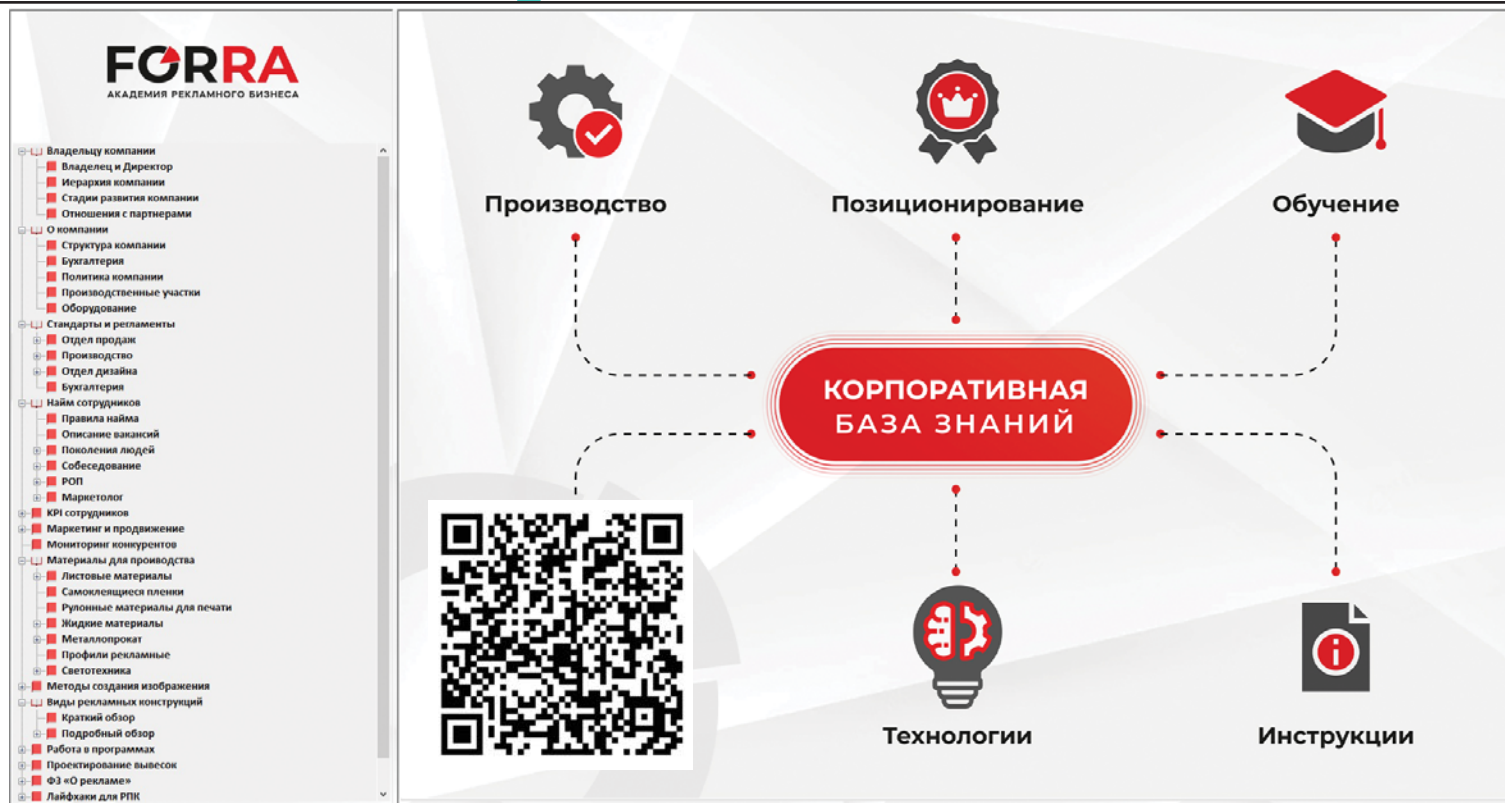 FORRA
АКАДЕМИЯ РЕКЛАМНОГО БИЗНЕСА
Владельцу компании
Владелец и Директор
Иерархия компании
Стадии развития компании
Отношения с партнерами
О компании
Структура компании
Бухгалтерия
Политика компании
Производственные участки
Оборудование
Стандарты и регламенты
Отдел продаж
Производство
Отдел дизайна
Бухгалтерия
Найм сотрудников
Правила найма
Описание вакансий
Поколения людей
Собеседование
РОП
Маркетолог
KPI сотрудников
Маркетинг и продвижение
Мониторинг конкурентов
Материалы для проиводства
Листовые материалы
Самоклеящиеся пленки
Рулонные материалы для печати
Жидкие материалы
Металлопрокат
Профили рекламные
Светотехника
Методы создания изображения
Виды рекламных конструкций
Краткий обзор
Подробный обзор
Работа в программах
Проектирование вывесок
ФЗ «О рекламе»
Лайфхаки для РПК
Производство
Позиционирование
Обучение
КОРПОРАТИВНАЯ
БАЗА ЗНАНИЙ
Технологии
Инструкции